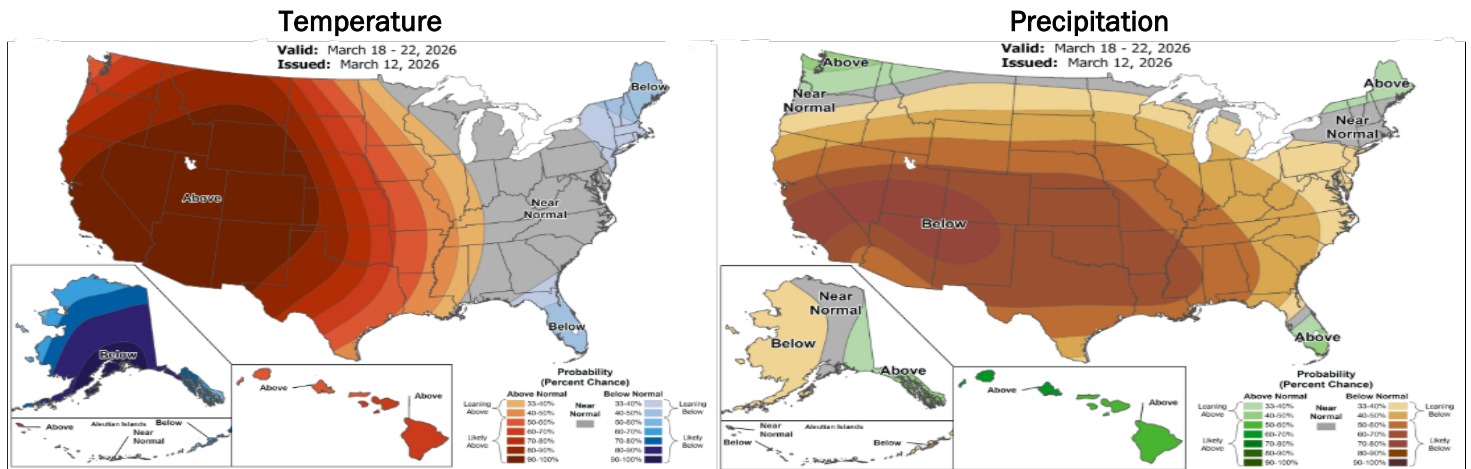 Temperature
Valid: March 18 - 22, 2026
Issued: March 12, 2026
Below
Above
Near
Normal
Below
Below
Above
Above
Above
Aleutian Islands
Below
Near
Normal
Probability
(Percent Chance)
Above Normal
Below Normal
Leaning
Above
Likely
Above
33-40%
40-50%
50-60%
60-70%
70-80%
80-90%
90-100%
Near
Normal
33-40%
40-50%
50-60%
60-70%
70-80%
80-90%
90-100%
Leaning
Below
Likely
Below
Precipitation
Valid: March 18 - 22, 2026
Issued: March 12, 2026
Above
Near
Normal
Above
Near
Normal
Below
Above
Near
Normal
Below
Above
Above
Above
Near
Normal
Aleutian Islands
Below
Below
Probability
(Percent Chance)
Above Normal
Below Normal
Leaning
Above
Likely
Above
33-40%
40-50%
50-60%
60-70%
70-80%
80-90%
90-100%
Near
Normal
33-40%
40-50%
50-60%
60-70%
70-80%
80-90%
90-100%
Leaning
Below
Likely
Below